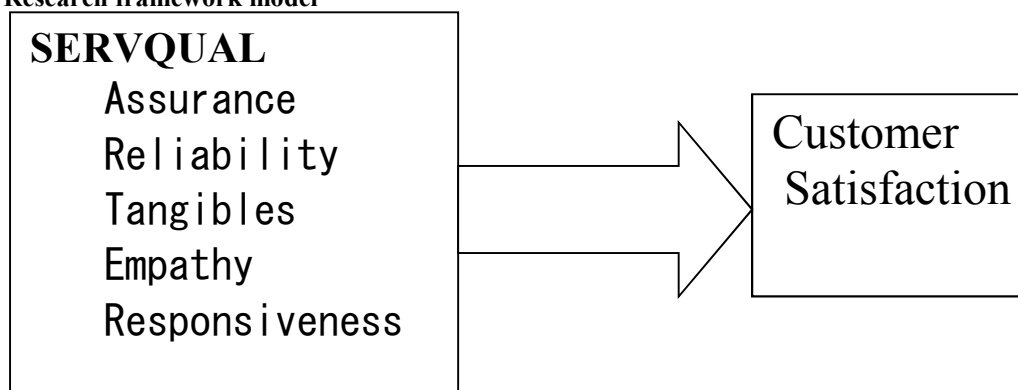 Research framework model
SERVQUAL
Assurance
Reliability
Tangibles
Empathy
Responsiveness
Customer
Satisfaction